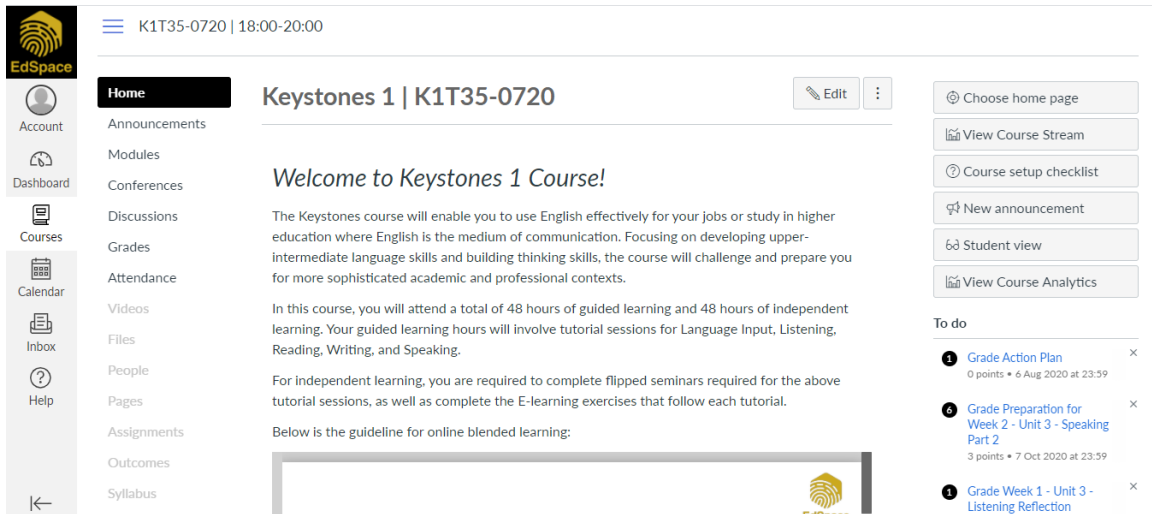 EdSpace
Account
Dashboard
Courses
Calendar
Inbox
Help
K1T35-0720 | 18:00-20:00
Home
Announcements
Modules
Conferences
Discussions
Grades
Attendance
Videos
Files
People
Pages
Assignments
Outcomes
Syllabus
Keystones 1 | K1T35-0720
Edit
Welcome to Keystones 1 Course!
The Keystones course will enable you to use English effectively for your jobs or study in higher
education where English is the medium of communication. Focusing on developing upper-
intermediate language skills and building thinking skills, the course will challenge and prepare you
for more sophisticated academic and professional contexts.
In this course, you will attend a total of 48 hours of guided learning and 48 hours of independent
learning. Your guided learning hours will involve tutorial sessions for Language Input, Listening,
Reading, Writing, and Speaking.
For independent learning, you are required to complete flipped seminars required for the above
tutorial sessions, as well as complete the E-learning exercises that follow each tutorial.
Below is the guideline for online blended learning:
EdSpace
Choose home page
View Course Stream
Course setup checklist
New announcement
Student view
View Course Analytics
To do
1 Grade Action Plan
0 points • 6 Aug 2020 at 23:59
6 Grade Preparation for
Week 2 - Unit 3 - Speaking
Part 2
3 points • 7 Oct 2020 at 23:59
1 Grade Week 1 - Unit 3 -
Listening Reflection